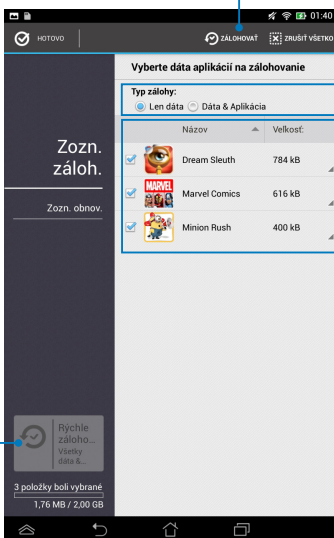 01:40
HOTOVO
ZÁLOHOVAŤ
ZRUŠIŤ VŠETKO
Vyberte dáta aplikácií na zálohovanie
Typ zálohy:
Len dáta
Dáta & Aplikácia
Názov
Veľkosť:
Dream Sleuth
784 kB
MARVEL
Marvel Comics
616 kB
Minion Rush
400 kB
Zozn.
záloh.
Zozn. obnov.
Rýchle
záloho...
Všetky
dáta &...
3 položky boli vybrané
1,76 MB / 2,00 GB